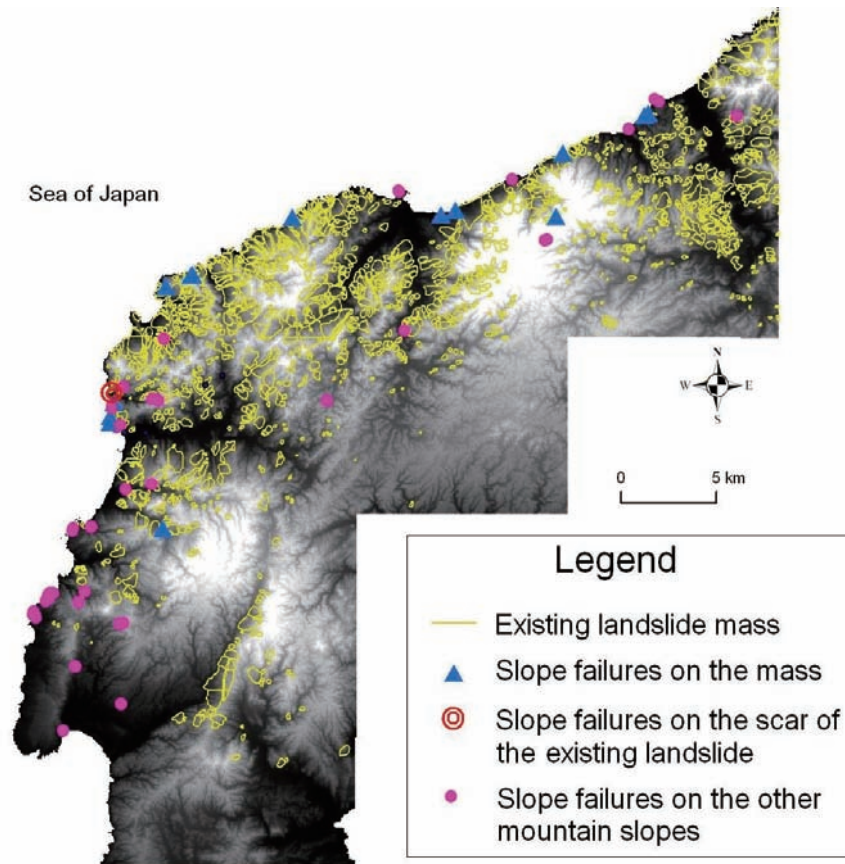 Sea of Japan
N
W E
S
0 5 km
Legend
Existing landslide mass
Slope failures on the mass
Slope failures on the scar of
the existing landslide
Slope failures on the other
mountain slopes